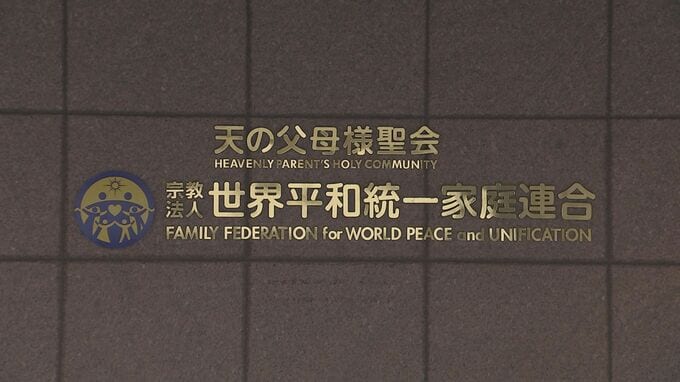 天の父母様聖会
HEAVENLY PARENT'S HOLY COMMUNITY
宗教法人 世界平和統一家庭連合
FAMILY FEDERATION for WORLD PEACE and UNIFICATION